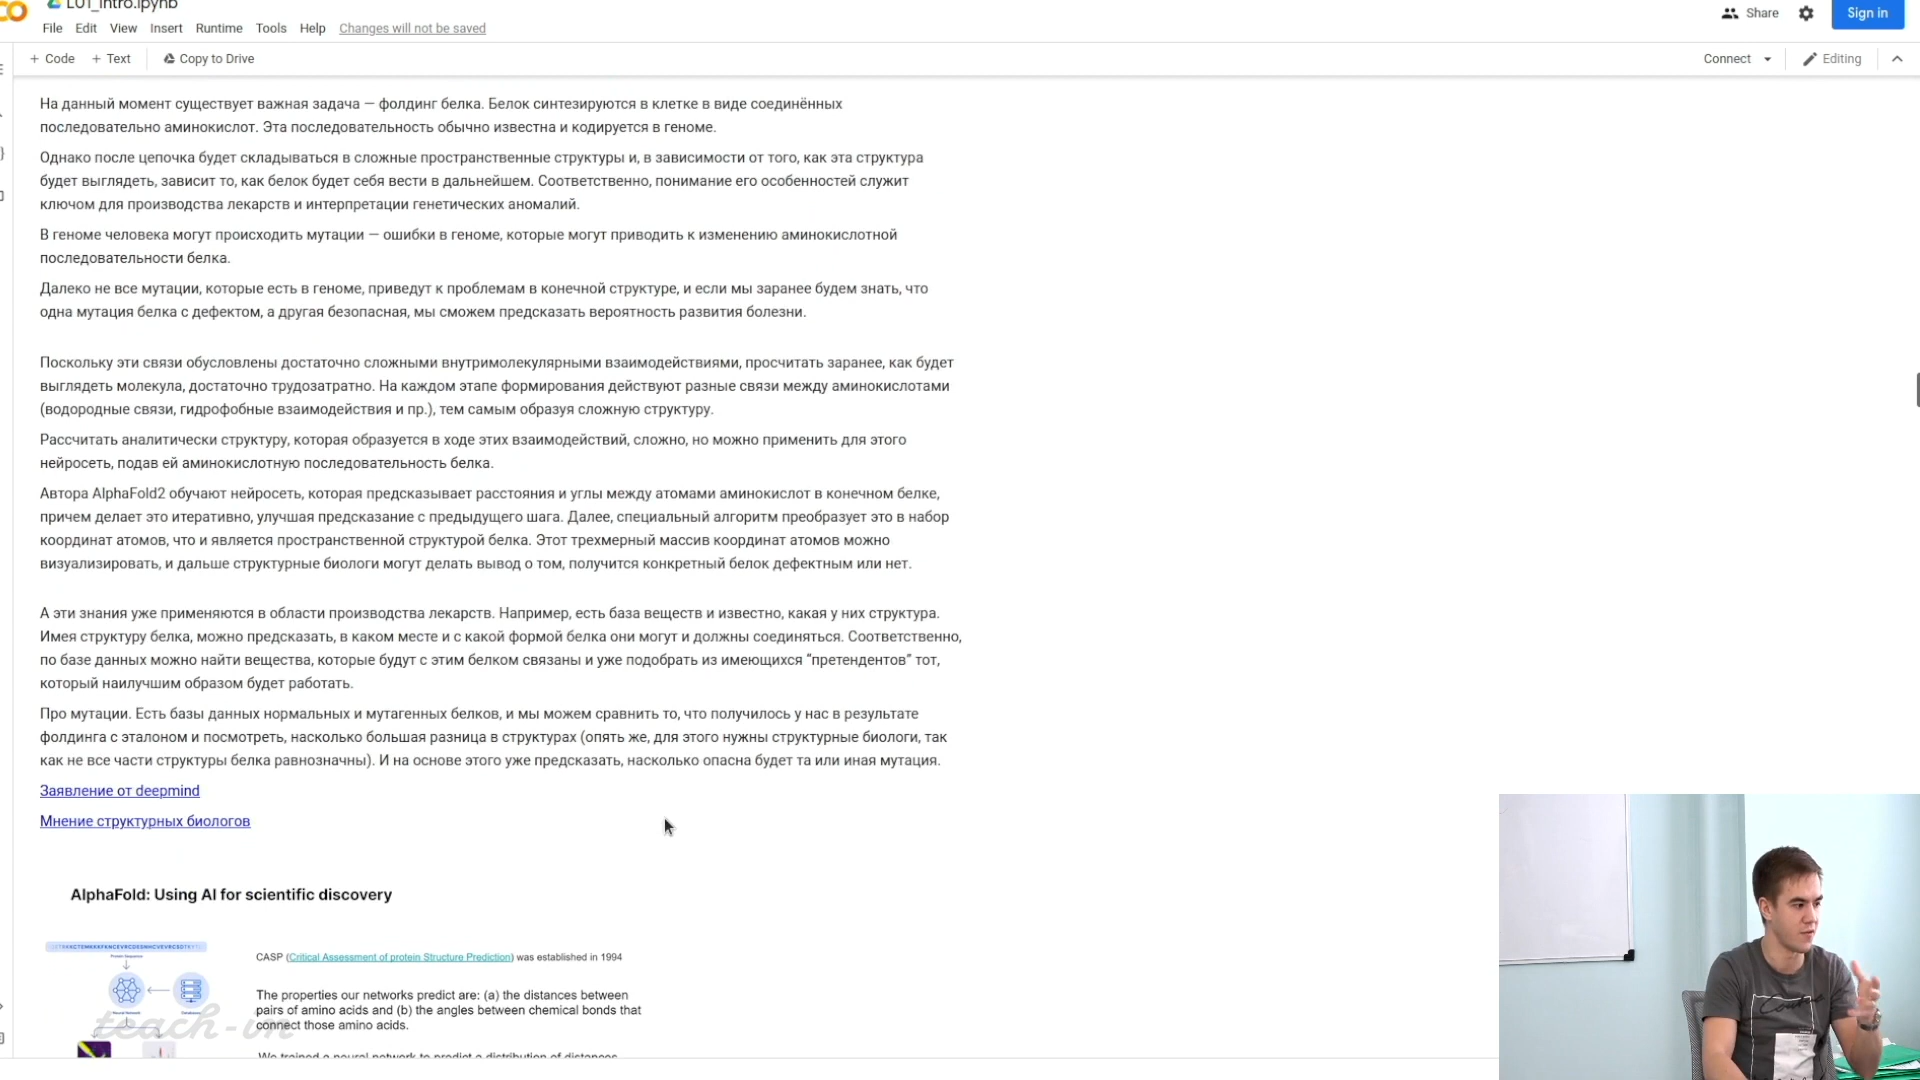 L01_Intro.ipynb
File Edit View Insert Runtime Tools Help Changes will not be saved
Share Sign in
+ Code + Text Copy to Drive
Connect Editing
На данный момент существует важная задача — фолдинг белка. Белок синтезируются в клетке в виде соединённых
последовательно аминокислот. Эта последовательность обычно известна и кодируется в геноме.
Однако после цепочка будет складываться в сложные пространственные структуры и, в зависимости от того, как эта структура
будет выглядеть, зависит то, как белок будет себя вести в дальнейшем. Соответственно, понимание его особенностей служит
ключом для производства лекарств и интерпретации генетических аномалий.
В геноме человека могут происходить мутации — ошибки в геноме, которые могут приводить к изменению аминокислотной
последовательности белка.
Далеко не все мутации, которые есть в геноме, приведут к проблемам в конечной структуре, и если мы заранее будем знать, что
одна мутация белка с дефектом, а другая безопасная, мы сможем предсказать вероятность развития болезни.
Поскольку эти связи обусловлены достаточно сложными внутримолекулярными взаимодействиями, просчитать заранее, как будет
выглядеть молекула, достаточно трудозатратно. На каждом этапе формирования действуют разные связи между аминокислотами
(водородные связи, гидрофобные взаимодействия и пр.), тем самым образуя сложную структуру.
Рассчитать аналитически структуру, которая образуется в ходе этих взаимодействий, сложно, но можно применить для этого
нейросеть, подав ей аминокислотную последовательность белка.
Автора AlphaFold2 обучают нейросеть, которая предсказывает расстояния и углы между атомами аминокислот в конечном белке,
причем делает это итеративно, улучшая предсказание с предыдущего шага. Далее, специальный алгоритм преобразует это в набор
координат атомов, что и является пространственной структурой белка. Этот трехмерный массив координат атомов можно
визуализировать, и дальше структурные биологи могут делать вывод о том, получится конкретный белок дефектным или нет.
А эти знания уже применяются в области производства лекарств. Например, есть база веществ и известно, какая у них структура.
Имея структуру белка, можно предсказать, в каком месте и с какой формой белка они могут и должны соединяться. Соответственно,
по базе данных можно найти вещества, которые будут с этим белком связаны и уже подобрать из имеющихся “претендентов” тот,
который наилучшим образом будет работать.
Про мутации. Есть базы данных нормальных и мутагенных белков, и мы можем сравнить то, что получилось у нас в результате
фолдинга с эталоном и посмотреть, насколько большая разница в структурах (опять же, для этого нужны структурные биологи, так
как не все части структуры белка равнозначны). И на основе этого уже предсказать, насколько опасна будет та или иная мутация.
Заявление от deepmind
Мнение структурных биологов
AlphaFold: Using AI for scientific discovery
Protein Sequence
CASP (Critical Assessment of protein Structure Prediction) was established in 1994
Neural Network Databases
The properties our networks predict are: (a) the distances between
pairs of amino acids and (b) the angles between chemical bonds that
connect those amino acids.
teach-in
We trained a neural network to predict a distribution of distances